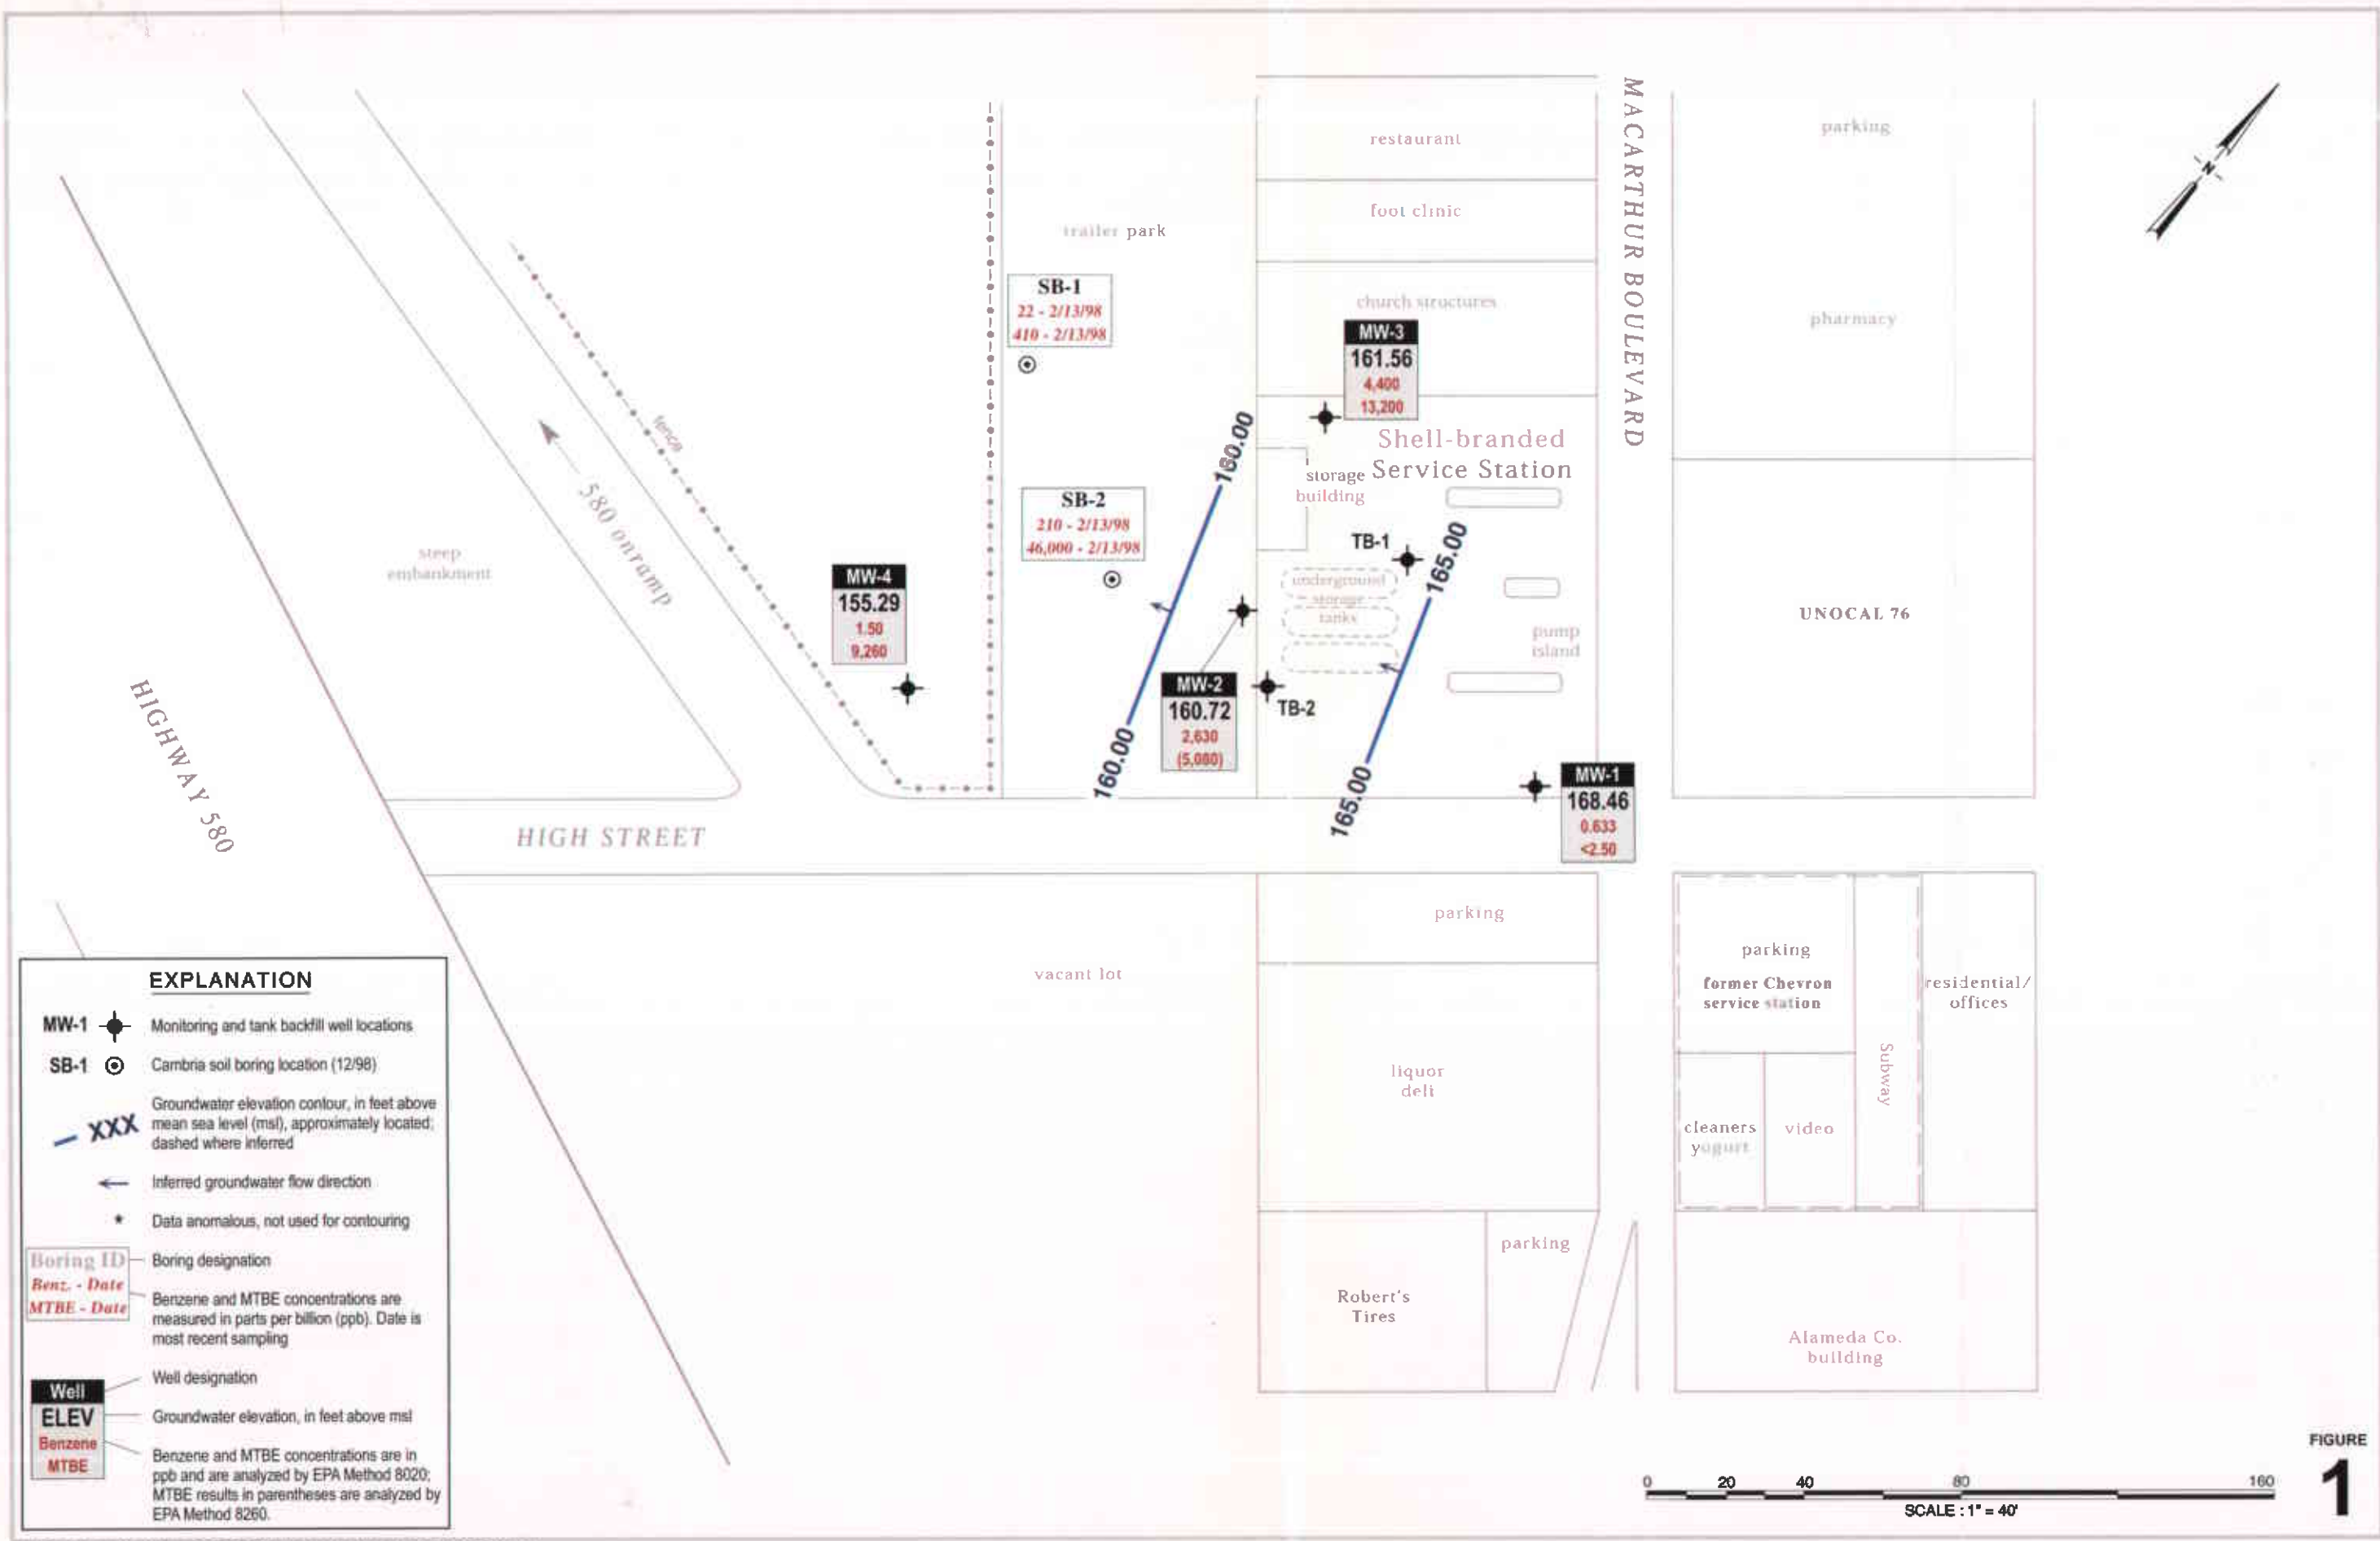 MACARTHUR BOULEVARD
restaurant
foot clinic
church structures
trailer park
parking
pharmacy
N
SB-1
22 - 2/13/98
410 - 2/13/98
MW-3
161.56
4,400
13,200
160.00
Shell-branded
Service Station
storage
building
SB-2
210 - 2/13/98
46,000 - 2/13/98
fence
580 onramp
steep
embankment
TB-1
165.00
underground
storage
tanks
pump
island
UNOCAL 76
MW-4
155.29
1.50
9,260
MW-2
160.72
2,630
(5,080)
TB-2
160.00
165.00
MW-1
168.46
0.633
<2.50
HIGHWAY 580
HIGH STREET
parking
vacant lot
liquor
deli
parking
former Chevron
service station
residential/
offices
Subway
cleaners
yogurt
video
Robert's
Tires
parking
Alameda Co.
building
EXPLANATION
MW-1 Monitoring and tank backfill well locations
SB-1 Cambria soil boring location (12/98)
XXX Groundwater elevation contour, in feet above
mean sea level (msl), approximately located;
dashed where inferred
Inferred groundwater flow direction
* Data anomalous, not used for contouring
Boring ID Boring designation
Benz. - Date
MTBE - Date
Benzene and MTBE concentrations are
measured in parts per billion (ppb). Date is
most recent sampling
Well Well designation
ELEV Groundwater elevation, in feet above msl
Benzene
MTBE
Benzene and MTBE concentrations are in
ppb and are analyzed by EPA Method 8020;
MTBE results in parentheses are analyzed by
EPA Method 8260.
0 20 40 80 160
SCALE : 1" = 40'
FIGURE
1